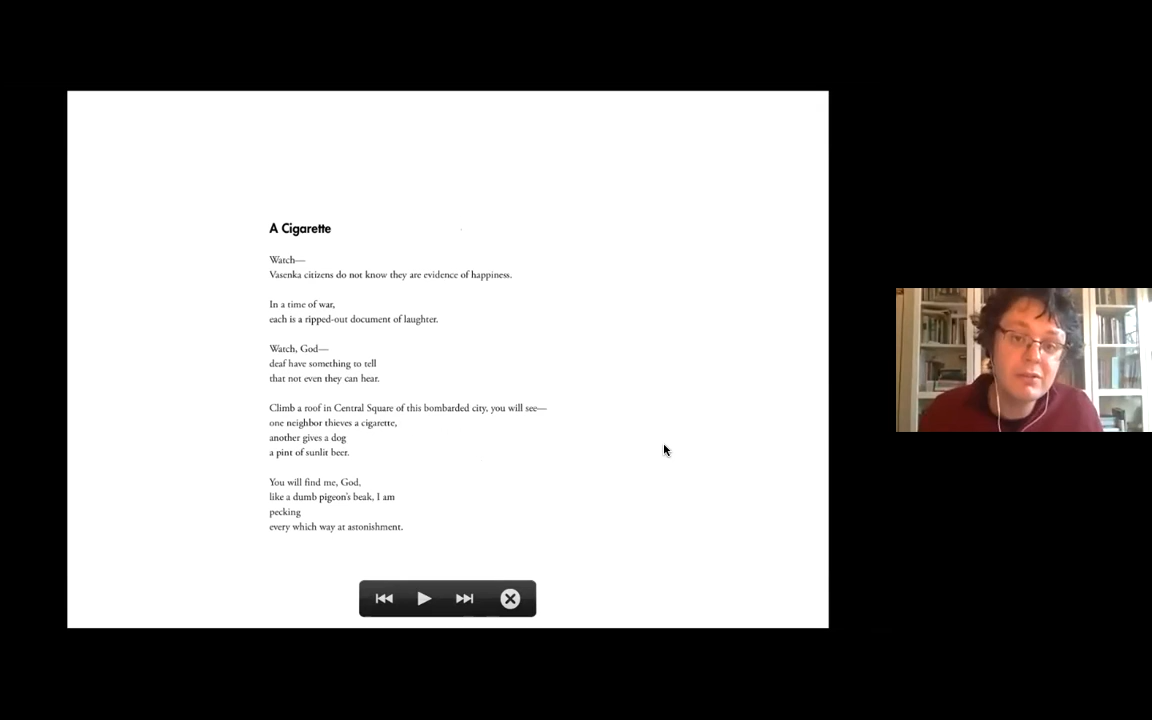 A Cigarette
Watch—
Vasenka citizens do not know they are evidence of happiness.
In a time of war,
each is a ripped-out document of laughter.
Watch, God—
deaf have something to tell
that not even they can hear.
Climb a roof in Central Square of this bombarded city, you will see—
one neighbor thieves a cigarette,
another gives a dog
a pint of sunlit beer.
You will find me, God,
like a dumb pigeon's beak, I am
pecking
every which way at astonishment.